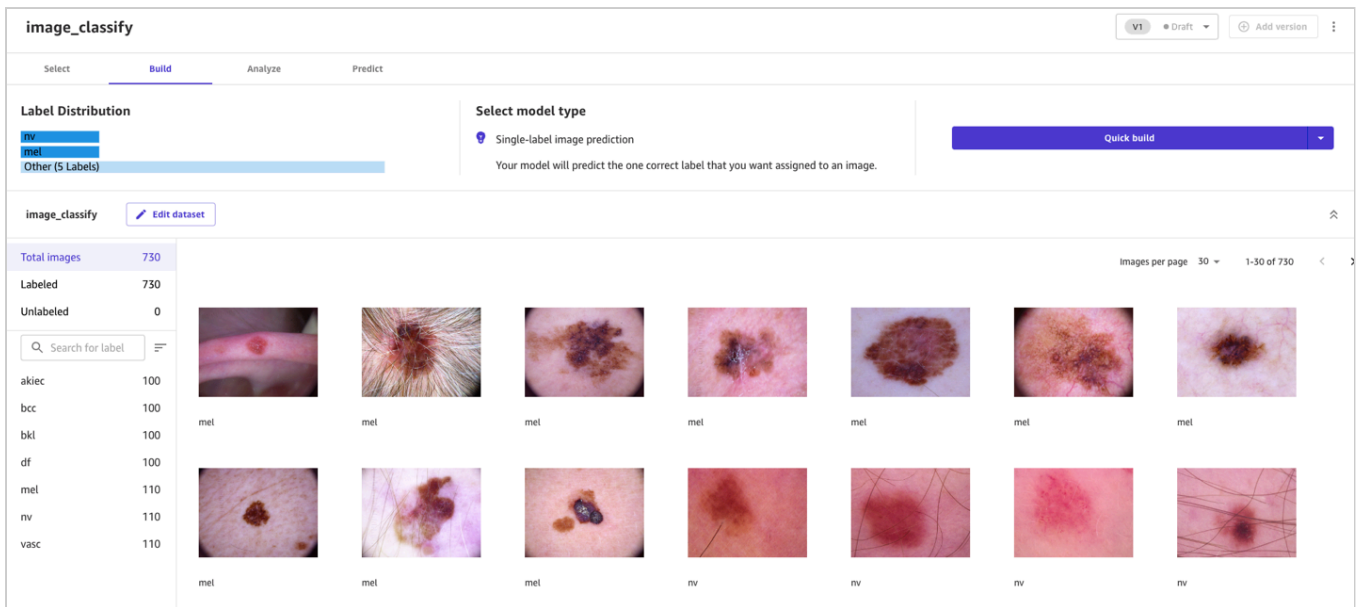 image_classify
V1 Draft Add version
Select Build Analyze Predict
Label Distribution
nv
mel
Other (5 Labels)
Select model type
Single-label image prediction
Your model will predict the one correct label that you want assigned to an image.
Quick build
image_classify Edit dataset
Total images 730
Labeled 730
Unlabeled 0
Search for label
akiec 100
bcc 100
bkl 100
df 100
mel 110
nv 110
vasc 110
Images per page 30 1-30 of 730
mel mel mel mel mel mel mel
mel mel mel nv nv nv nv